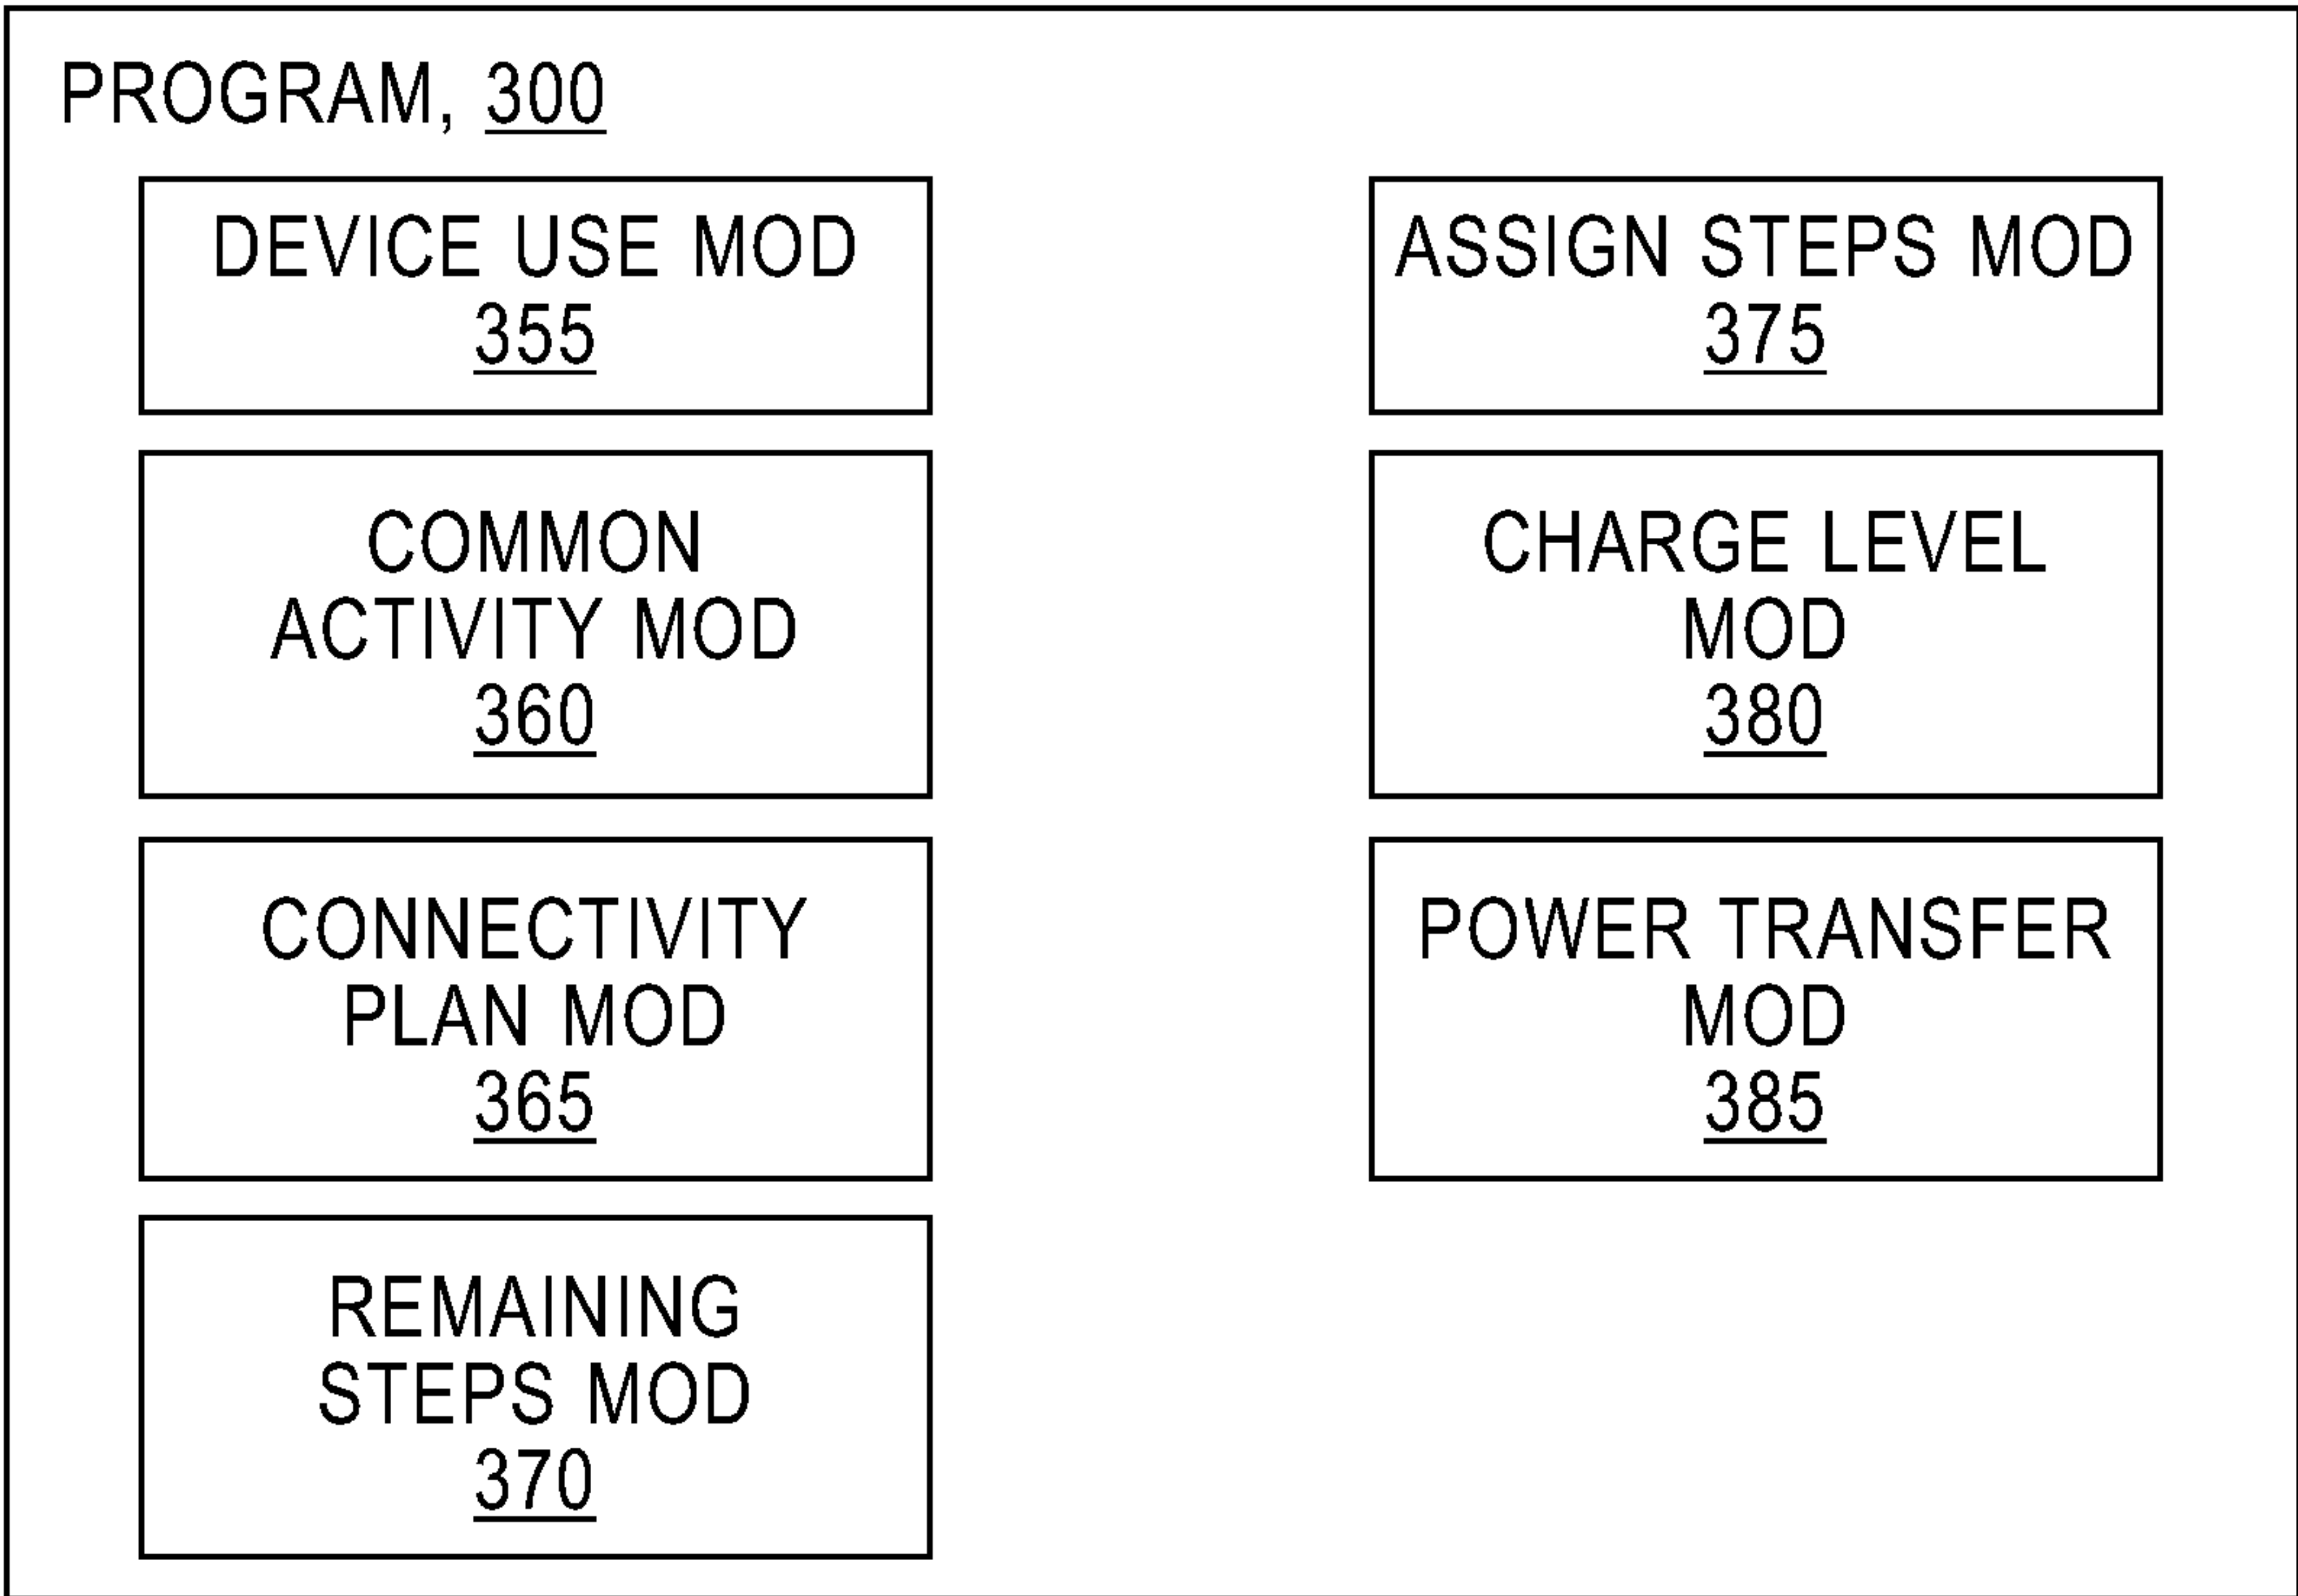 PROGRAM, 300
DEVICE USE MOD
355
COMMON
ACTIVITY MOD
360
CONNECTIVITY
PLAN MOD
365
REMAINING
STEPS MOD
370
ASSIGN STEPS MOD
375
CHARGE LEVEL
MOD
380
POWER TRANSFER
MOD
385